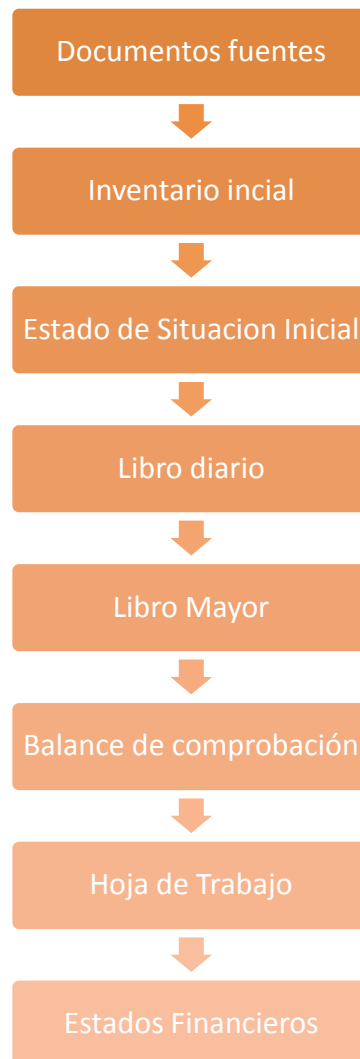 Documentos fuentes
Inventario incial
Estado de Situacion Inicial
Libro diario
Libro Mayor
Balance de comprobación
Hoja de Trabajo
Estados Financieros